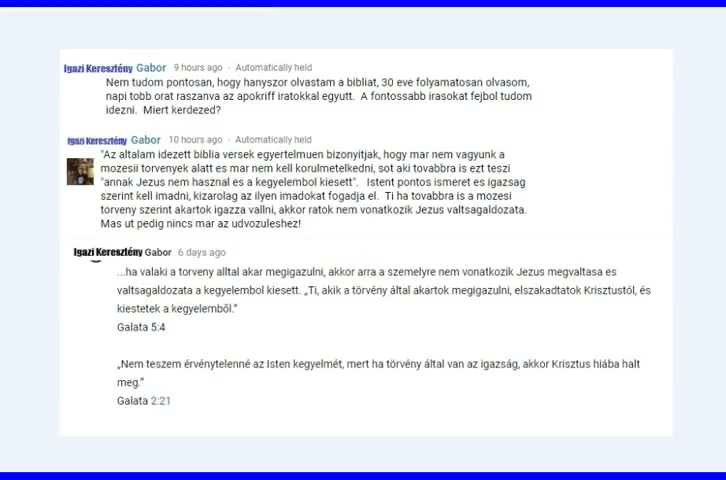 Igazi Keresztény Gabor 9 hours ago · Automatically held
Nem tudom pontosan, hogy hanyszor olvastam a bibliat, 30 eve folyamatosan olvasom,
napi tobb orat raszanva az apokriff iratokkal egyutt. A fontossabb irasokat fejbol tudom
idezni. Miert kerdezed?
Igazi Keresztény Gabor 10 hours ago · Automatically held
"Az altalam idezett biblia versek egyertelmuen bizonyitjak, hogy mar nem vagyunk a
mozesii torvenyek alatt es mar nem kell korulmetelkedni, sot aki tovabbra is ezt teszi
"annak Jezus nem hasznal es a kegyelembol kiesett". Istent pontos ismeret es igazsag
szerint kell imadni, kizarolag az ilyen imadokat fogadja el. Ti ha tovabbra is a mozesi
torveny szerint akartok igazza vallni, akkor ratok nem vonatkozik Jezus valtsagaldozata.
Mas ut pedig nincs mar az udvozuleshez!
Igazi Keresztény Gabor 6 days ago
...ha valaki a torveny alltal akar megigazulni, akkor arra a szemelyre nem vonatkozik Jezus megvaltasa es
valtsagaldozata a kegyelembol kiesett. „Ti, akik a törvény által akartok megigazulni, elszakadtatok Krisztustól, és
kiestetek a kegyelemből.”
Galata 5:4
„Nem teszem érvénytelenné az Isten kegyelmét, mert ha törvény által van az igazság, akkor Krisztus hiába halt
meg.”
Galata 2:21